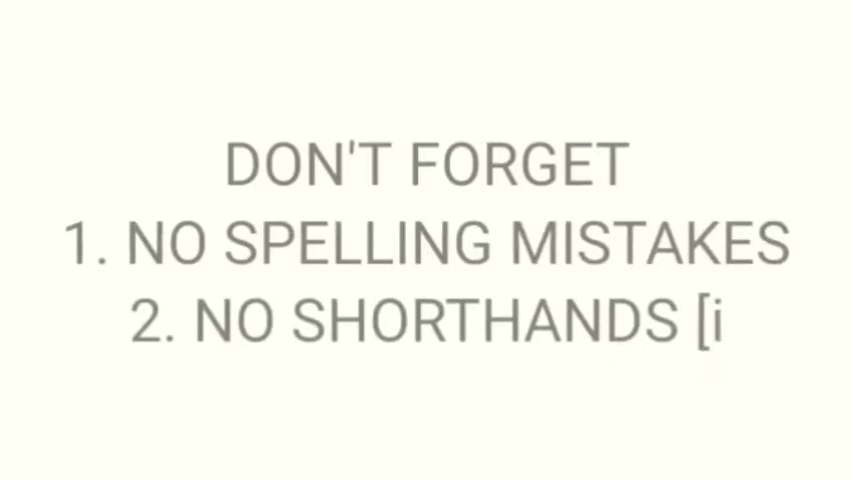 DON'T FORGET
1. NO SPELLING MISTAKES
2. NO SHORTHANDS [i